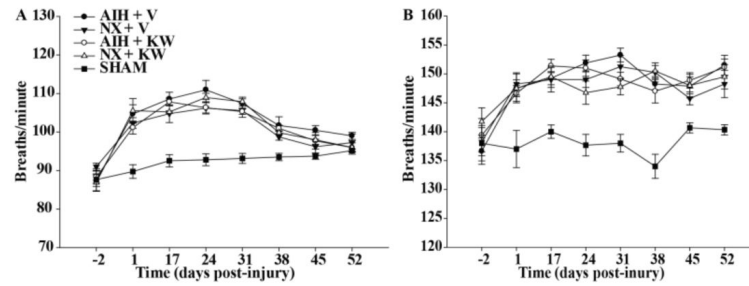 A
130
120
110
100
90
80
70
Breaths/minute
AIH + V
NX + V
AIH + KW
NX + KW
SHAM
-2 1 17 24 31 38 45 52
Time (days post-injury)
B
160
155
150
145
140
135
130
125
120
Breaths/minute
-2 1 17 24 31 38 45 52
Time (days post-inury)